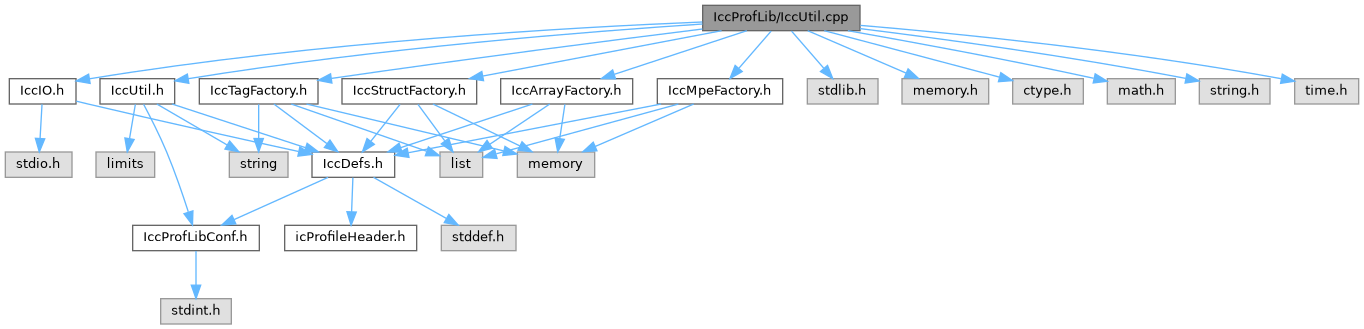 IccProfLib/IccUtil.cpp
IccIO.h
IccUtil.h
IccTagFactory.h
IccStructFactory.h
IccArrayFactory.h
IccMpeFactory.h
stdlib.h
memory.h
ctype.h
math.h
string.h
time.h
stdio.h
limits
string
IccDefs.h
list
memory
IccProfLibConf.h
icProfileHeader.h
stddef.h
stdint.h